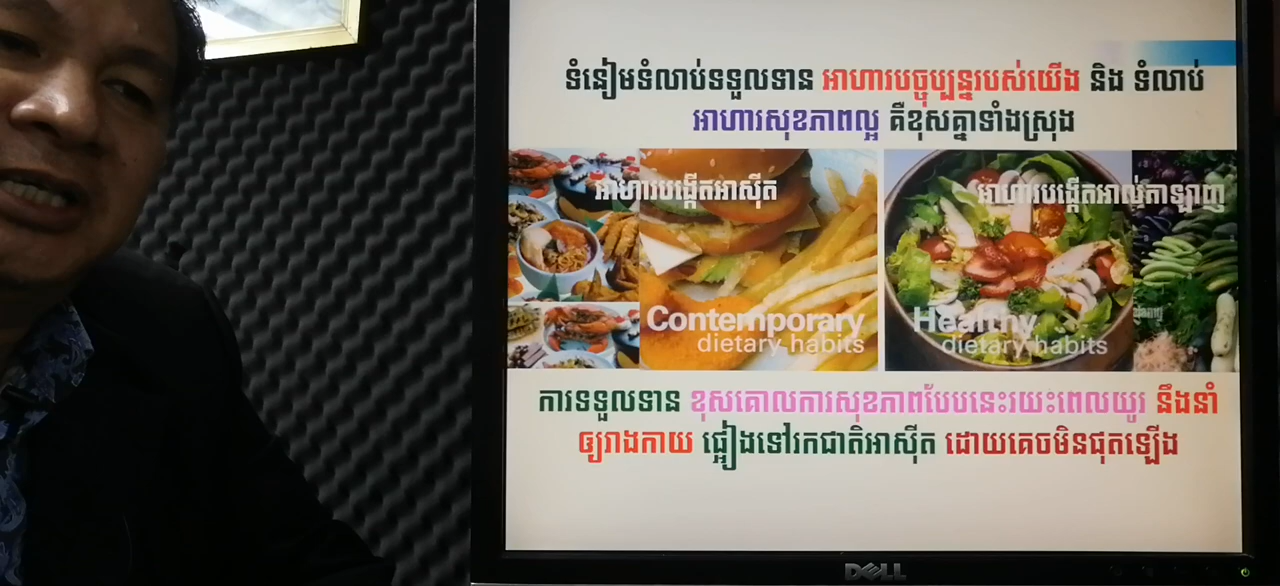 ទំនៀមទំលាប់ទទួលទាន អាហារបច្ចុប្បន្នរបស់យើង និង ទំលាប់
អាហារសុខភាពល្អ គឺខុសគ្នាទាំងស្រុង
អាហារបង្កើតអាស៊ីត
អាហារបង្កើតអាល់កាឡាញ
Contemporary
dietary habits
Healthy
dietary habits
ការទទួលទាន ខុសគោលការសុខភាពបែបនេះរយះពេលយូរ នឹងនាំ
ឲ្យរាងកាយ ផ្អៀងទៅរកជាតិអាស៊ីត ដោយគេចមិនផុតឡើង
DELL